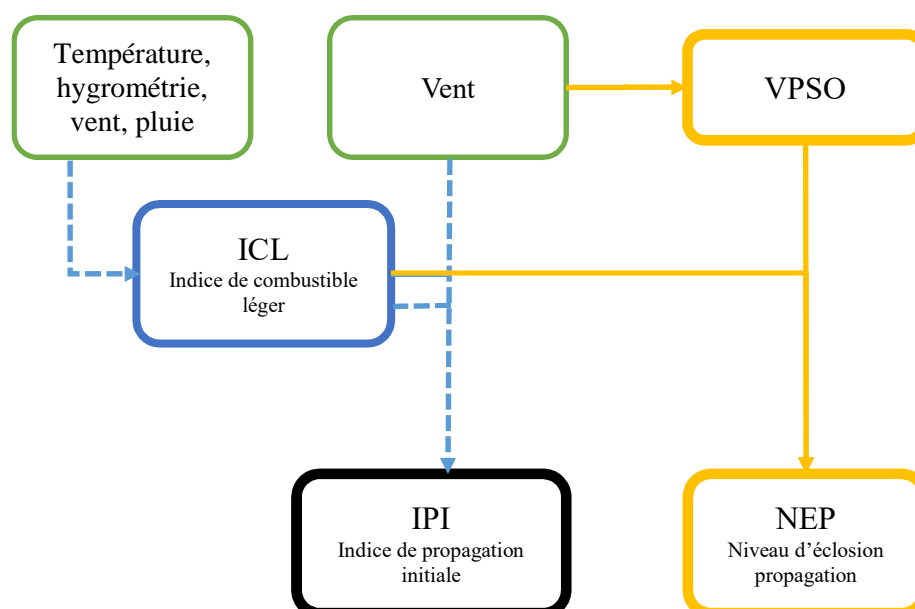 Température,
hygrométrie,
vent, pluie
Vent
VPSO
ICL
Indice de combustible
léger
IPI
Indice de propagation
initiale
NEP
Niveau d’éclosion
propagation